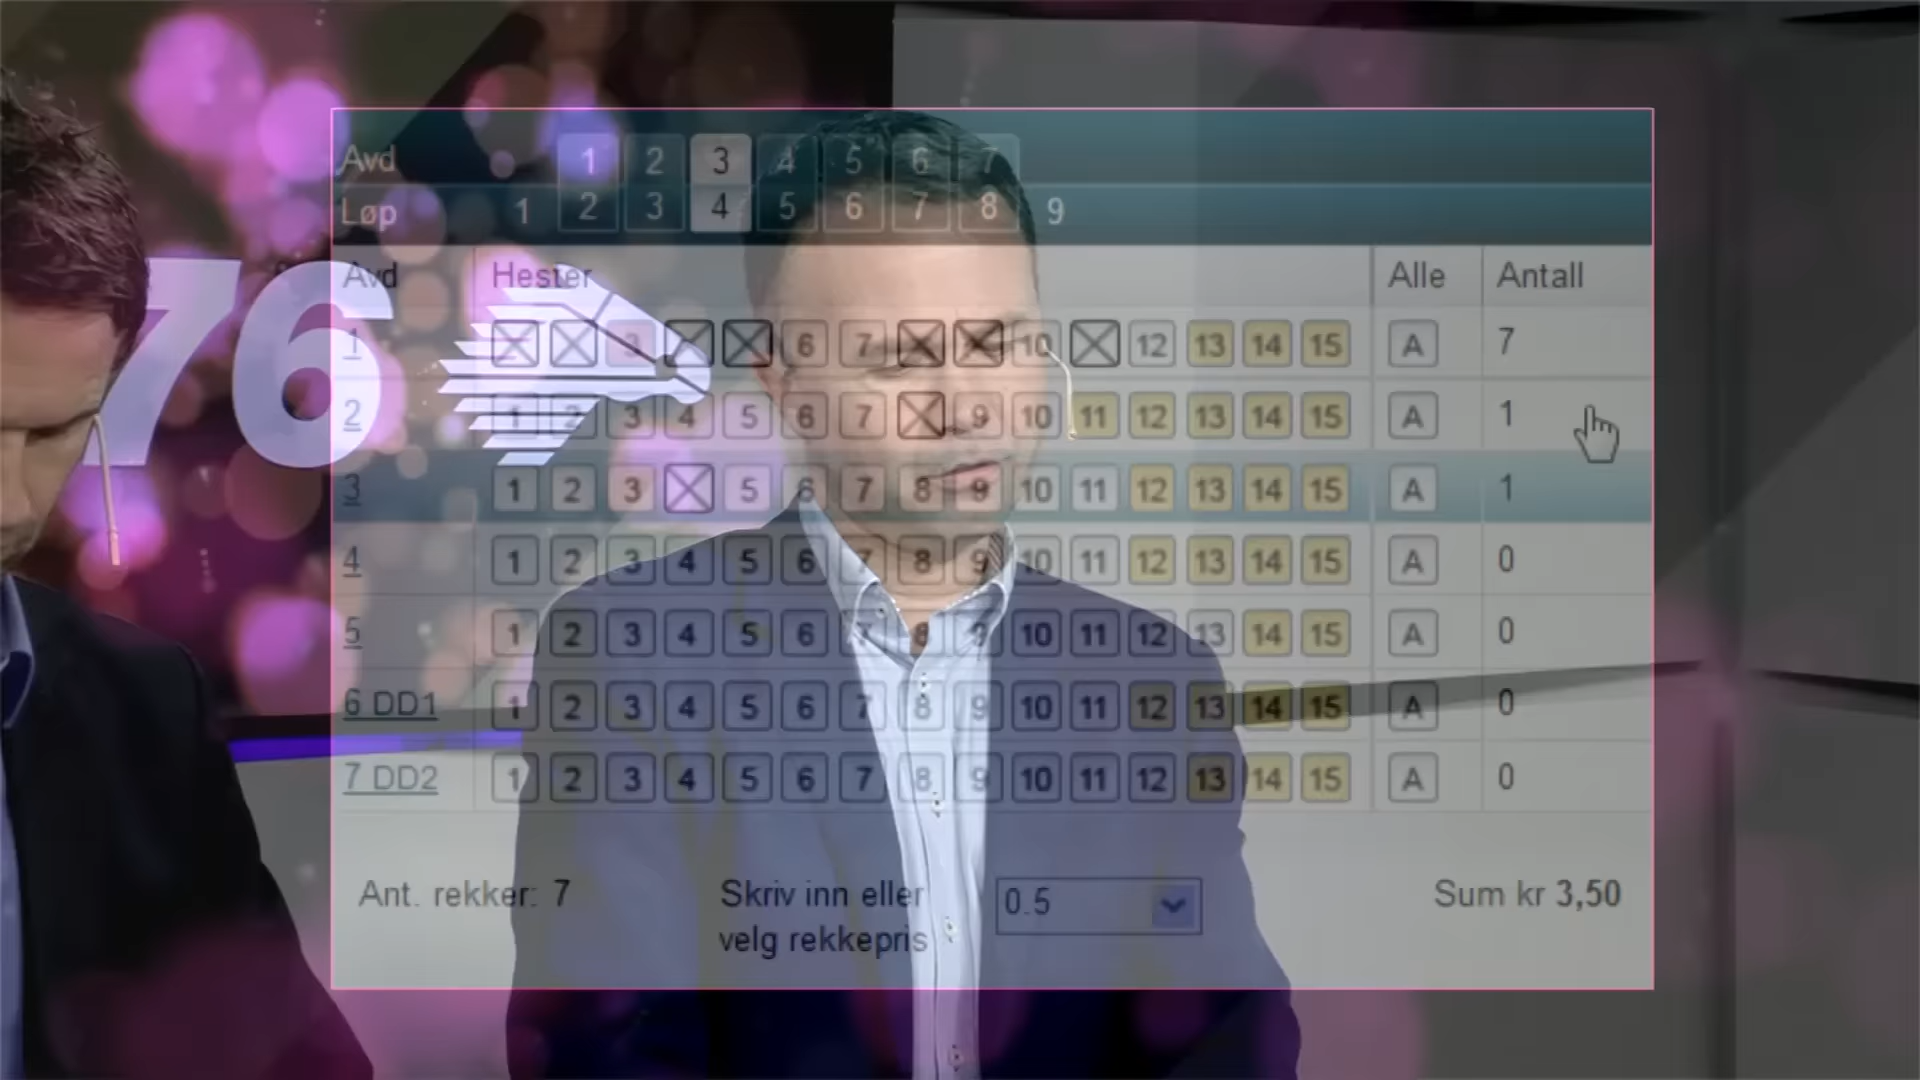 76
Avd 1 2 3 4 5 6 7
Løp 1 2 3 4 5 6 7 8 9
Avd Hester Alle Antall
1 3 6 7 10 12 13 14 15 A 7
2 1 2 3 4 5 6 7 9 10 11 12 13 14 15 A 1
3 1 2 3 5 6 7 8 9 10 11 12 13 14 15 A 1
4 1 2 3 4 5 6 7 8 9 10 11 12 13 14 15 A 0
5 1 2 3 4 5 6 7 8 9 10 11 12 13 14 15 A 0
6 DD1 1 2 3 4 5 6 7 8 9 10 11 12 13 14 15 A 0
7 DD2 1 2 3 4 5 6 7 8 9 10 11 12 13 14 15 A 0
Ant. rekker: 7 Skriv inn eller 0.5 Sum kr 3,50
velg rekkepris